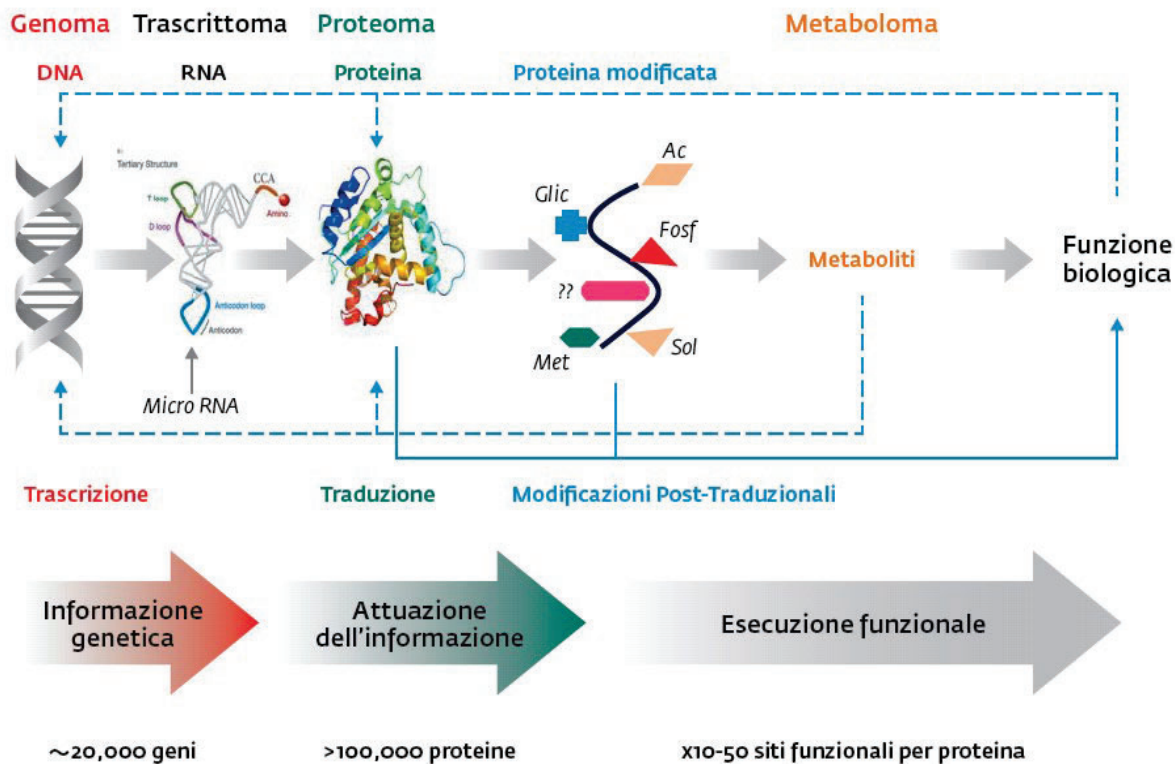 Genoma Trascrittoma Proteoma Metaboloma
DNA RNA Proteina Proteina modificata
Tertiary Structure
CCA
T loop
Amino.
D loop
Anticodon loop
Anticodon
Micro RNA
Ac
Glic
Fosf
??
Met
Sol
Metaboliti
Funzione
biologica
Trascrizione Traduzione Modificazioni Post-Traduzionali
Informazione
genetica
Attuazione
dell'informazione
Esecuzione funzionale
~20,000 geni >100,000 proteine x10-50 siti funzionali per proteina